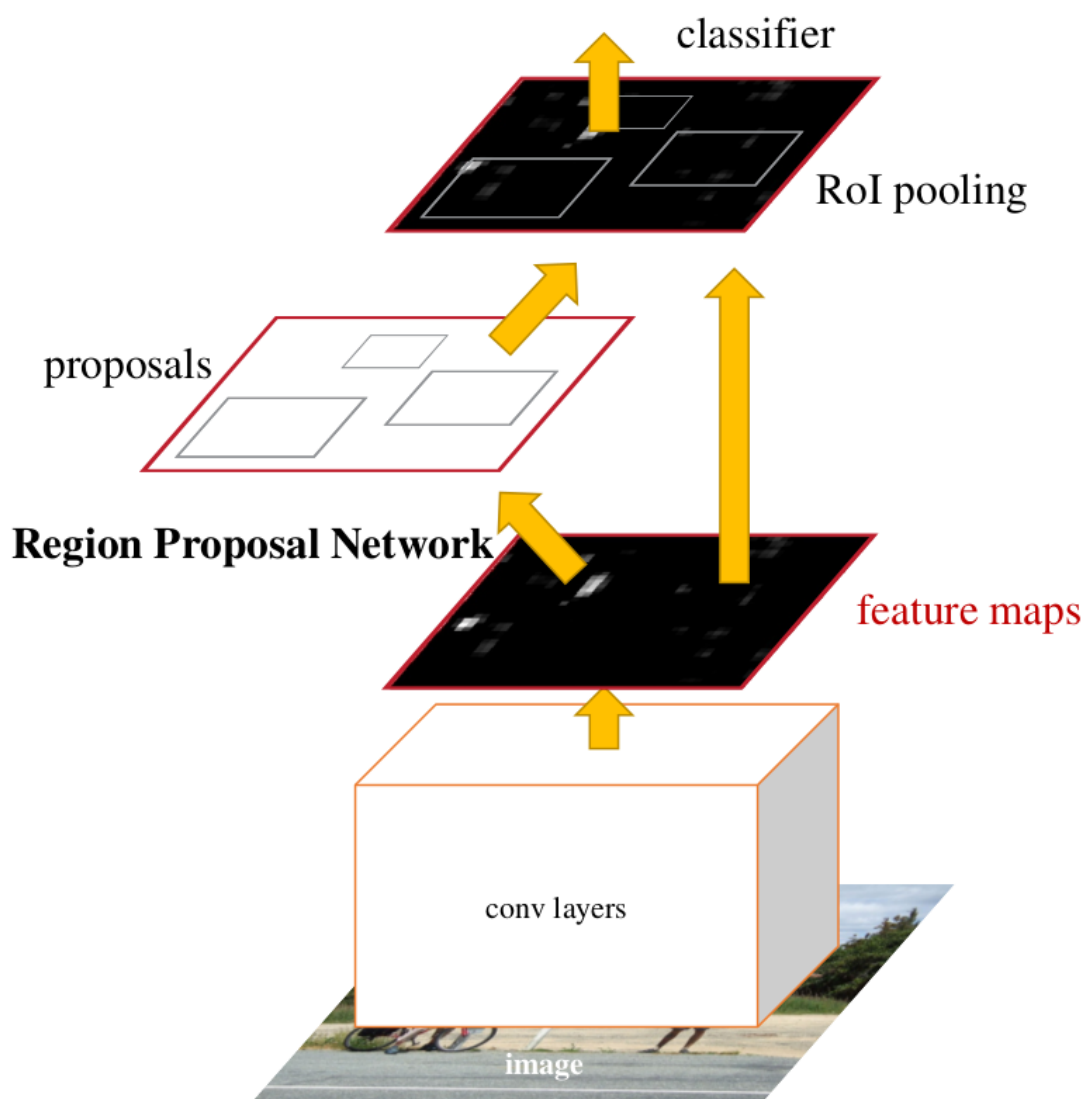 classifier
RoI pooling
proposals
Region Proposal Network
feature maps
conv layers
image